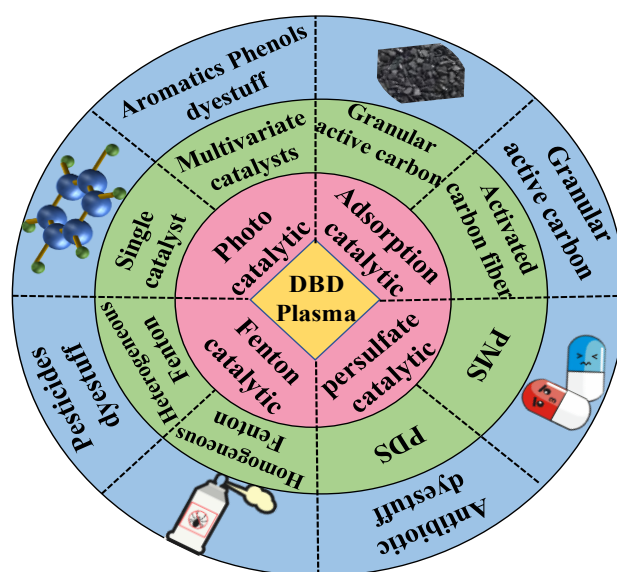 DBD
Plasma
Photo
catalytic
Adsorption
catalytic
persulfate
catalytic
Fenton
catalytic
Multivariate
catalysts
Granular
active carbon
Activated
carbon fiber
PMS
PDS
Homogeneous
Fenton
Heterogeneous
Fenton
Single
catalyst
Aromatics Phenols
dyestuff
Granular
active carbon
Antibiotic
dyestuff
Pesticides
dyestuff